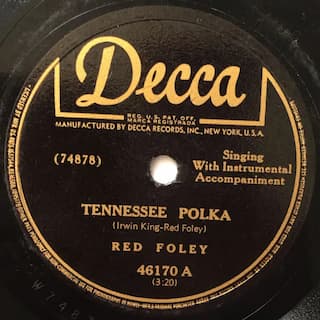 Decca
REG. U.S. PAT. OFF.
MARCA REGISTRADA
MANUFACTURED BY DECCA RECORDS, INC., NEW YORK, U.S.A.
(74878)
Singing
With Instrumental
Accompaniment
TENNESSEE POLKA
(Irwin King-Red Foley)
RED FOLEY
46170 A
(3:20)